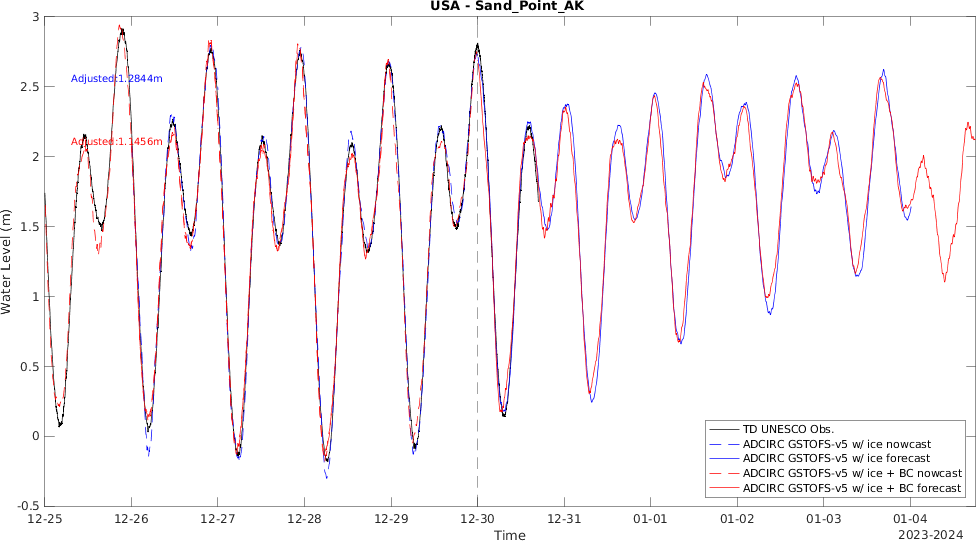 USA - Sand_Point_AK
3
2.5
2
1.5
1
0.5
0
-0.5
Water Level (m)
Adjusted:1.2844m
Adjusted:1.1456m
TD UNESCO Obs.
ADCIRC GSTOFS-v5 w/ ice nowcast
ADCIRC GSTOFS-v5 w/ ice forecast
ADCIRC GSTOFS-v5 w/ ice + BC nowcast
ADCIRC GSTOFS-v5 w/ ice + BC forecast
12-25 12-26 12-27 12-28 12-29 12-30 12-31 01-01 01-02 01-03 01-04
Time
2023-2024